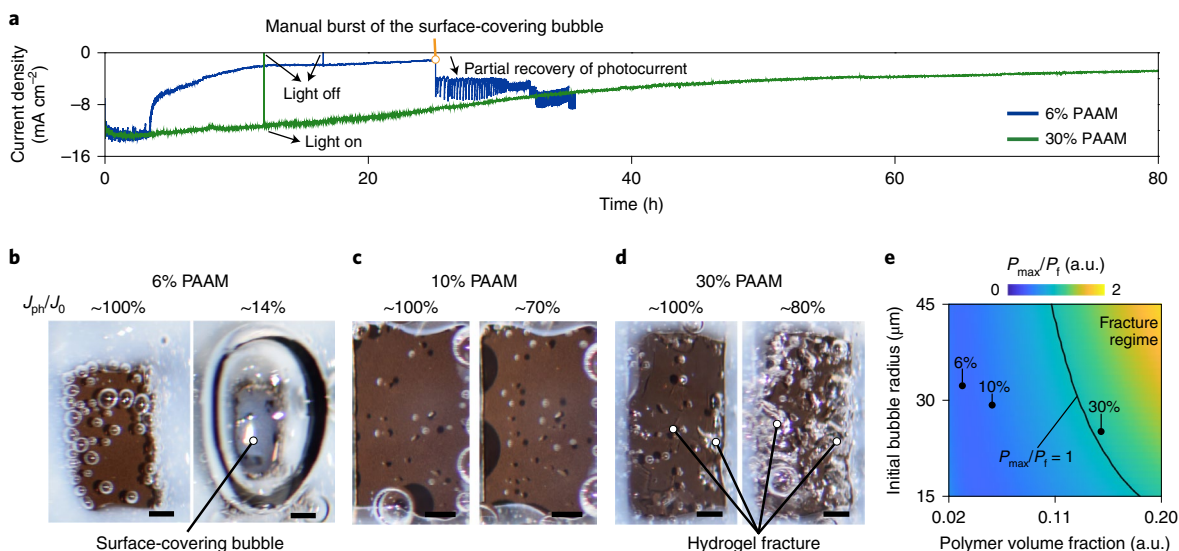 a
Manual burst of the surface-covering bubble
Current density
(mA cm⁻²)
0
–8
–16
Light off
Light on
Partial recovery of photocurrent
6% PAAM
30% PAAM
0 20 40 60 80
Time (h)
b
6% PAAM
c
10% PAAM
d
30% PAAM
Jph/J0 ~100% ~14% ~100% ~70% ~100% ~80%
Surface-covering bubble
Hydrogel fracture
e
Pmax/Pf (a.u.)
0 2
Initial bubble radius (μm)
45
30
15
Fracture
regime
6%
10%
30%
Pmax/Pf = 1
0.02 0.11 0.20
Polymer volume fraction (a.u.)